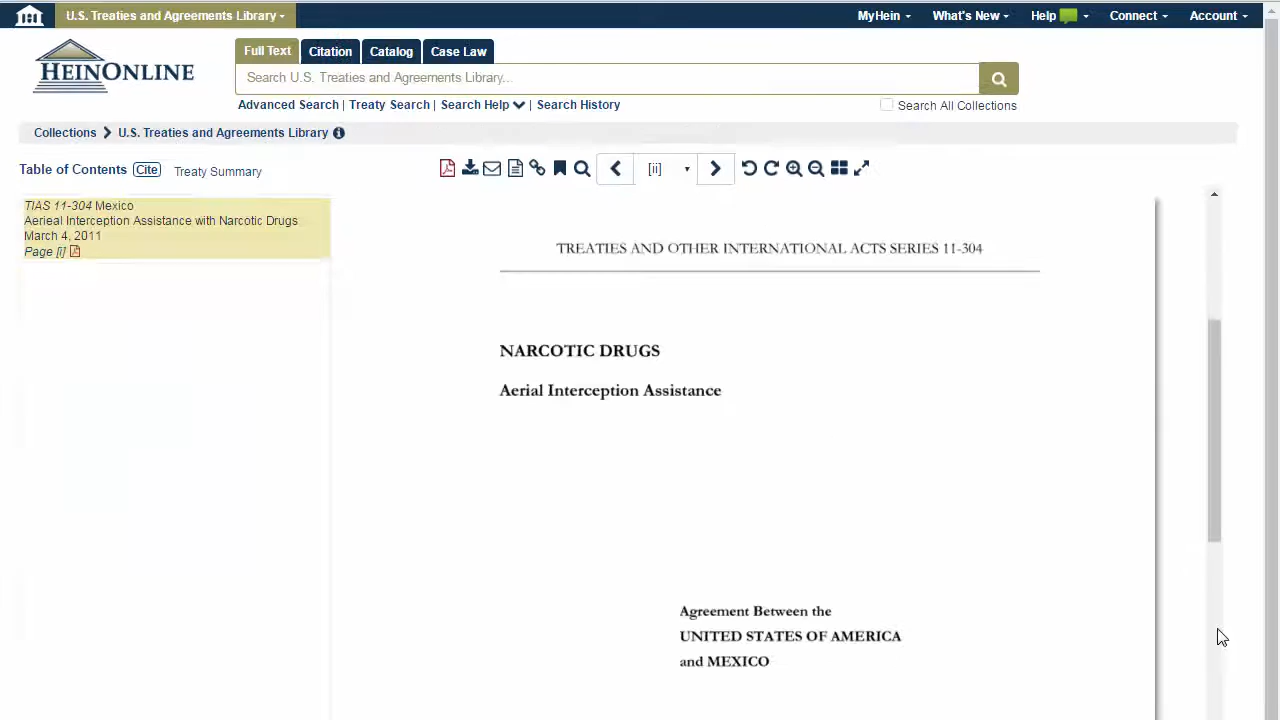 U.S. Treaties and Agreements Library
MyHein
What's New
Help
Connect
Account
HEINONLINE
Full Text
Citation
Catalog
Case Law
Search U.S. Treaties and Agreements Library...
Advanced Search | Treaty Search | Search Help | Search History
Search All Collections
Collections
U.S. Treaties and Agreements Library
Table of Contents
Cite
Treaty Summary
[ii]
TIAS 11-304 Mexico
Aerieal Interception Assistance with Narcotic Drugs
March 4, 2011
Page [i]
TREATIES AND OTHER INTERNATIONAL ACTS SERIES 11-304
NARCOTIC DRUGS
Aerial Interception Assistance
Agreement Between the
UNITED STATES OF AMERICA
and MEXICO